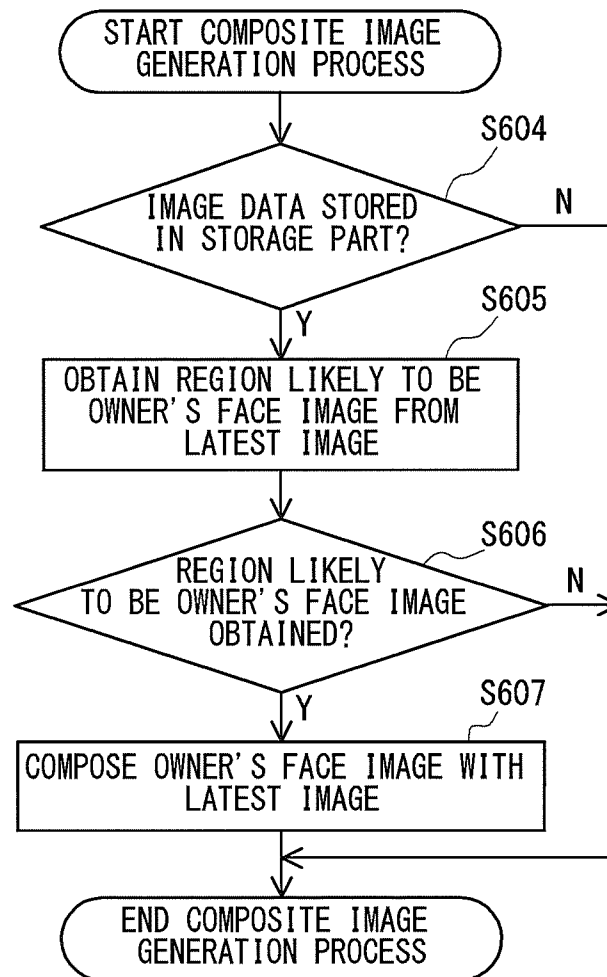 START COMPOSITE IMAGE
GENERATION PROCESS
S604
IMAGE DATA STORED
IN STORAGE PART?
N
Y
S605
OBTAIN REGION LIKELY TO BE
OWNER'S FACE IMAGE FROM
LATEST IMAGE
S606
REGION LIKELY
TO BE OWNER'S FACE IMAGE
OBTAINED?
N
Y
S607
COMPOSE OWNER'S FACE IMAGE WITH
LATEST IMAGE
END COMPOSITE IMAGE
GENERATION PROCESS